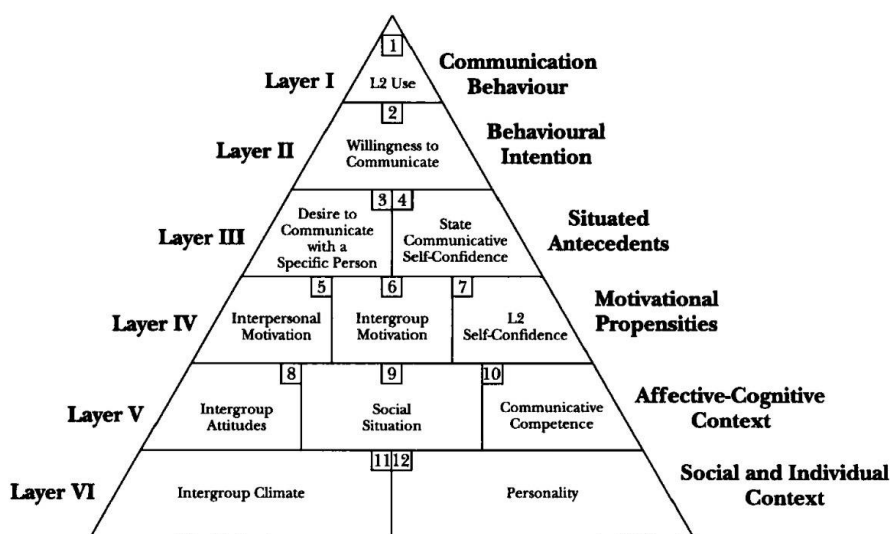 1
Layer I
L2 Use
Communication
Behaviour
2
Layer II
Willingness to
Communicate
Behavioural
Intention
3 4
Layer III
Desire to
Communicate
with a
Specific Person
State
Communicative
Self-Confidence
Situated
Antecedents
5 6 7
Layer IV
Interpersonal
Motivation
Intergroup
Motivation
L2
Self-Confidence
Motivational
Propensities
8 9 10
Layer V
Intergroup
Attitudes
Social
Situation
Communicative
Competence
Affective-Cognitive
Context
11 12
Layer VI
Intergroup Climate
Personality
Social and Individual
Context